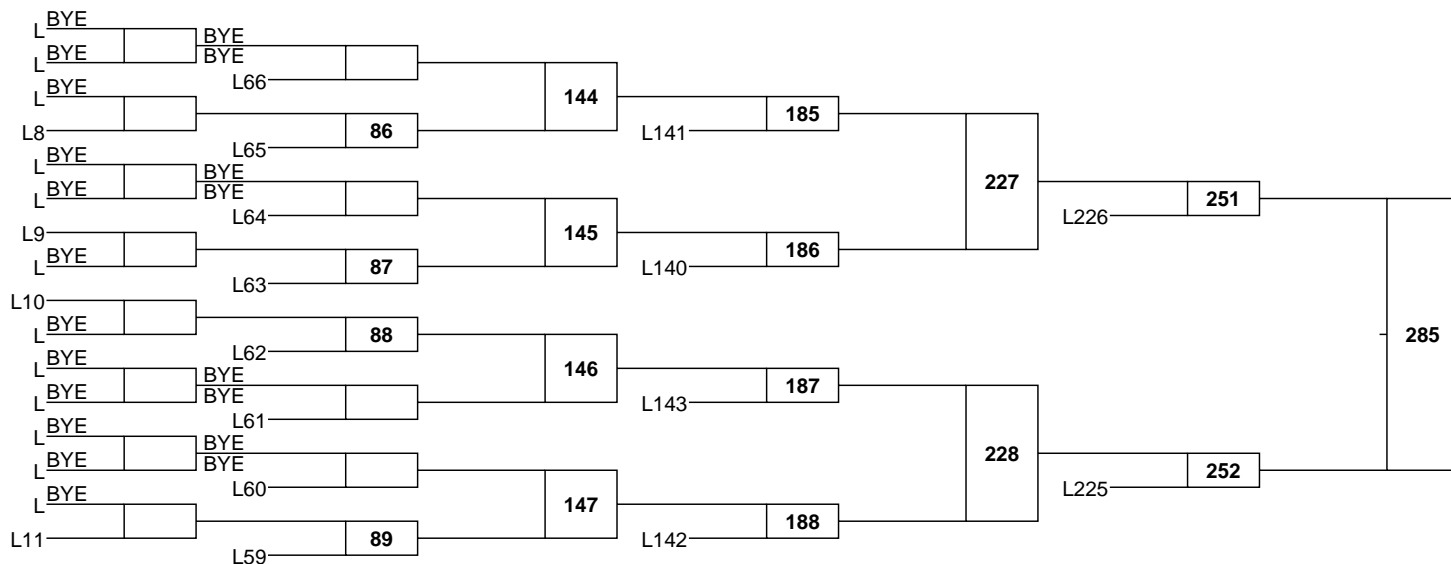 BYE
L
BYE
BYE
L
BYE
L66
BYE
L
144
L8
86
185
L65
L141
BYE
L
BYE
BYE
L
BYE
227
L64
251
L226
L9
145
BYE
L
87
186
L63
L140
L10
BYE
L
88
285
L62
BYE
L
146
BYE
BYE
L
BYE
187
L61
L143
BYE
L
BYE
BYE
L
BYE
228
L60
252
L225
BYE
L
147
L11
89
188
L59
L142